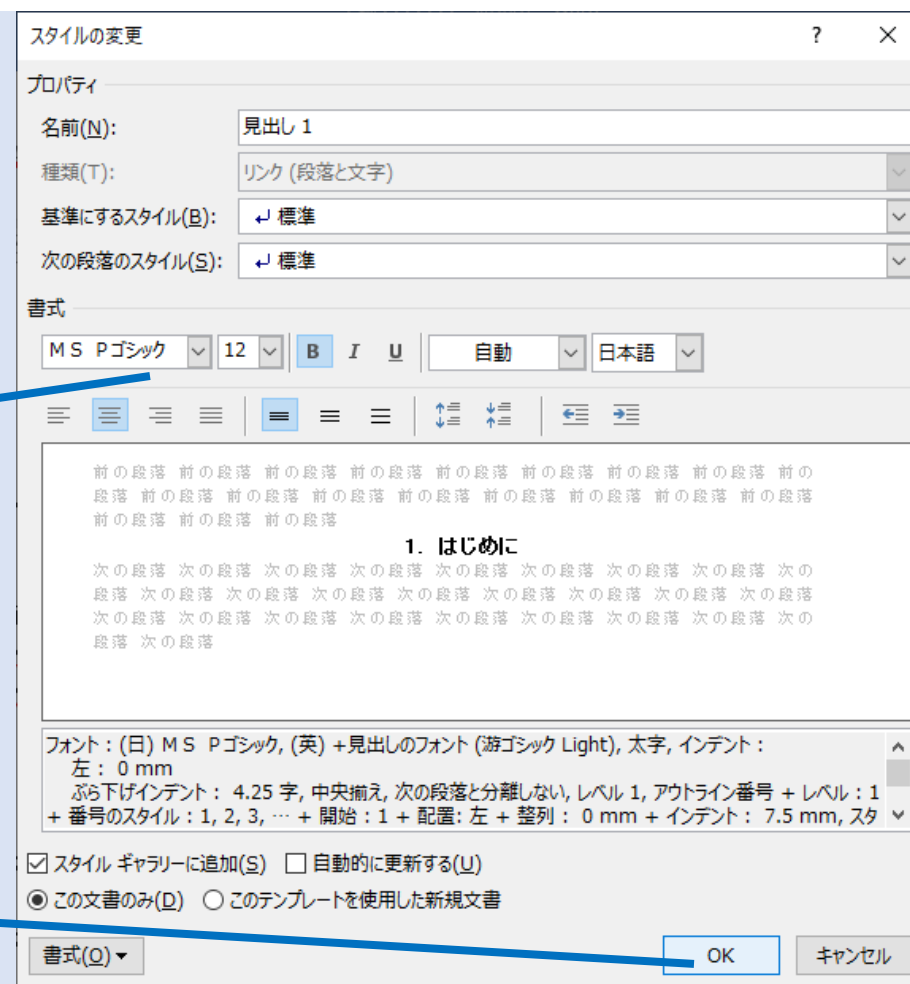 スタイルの変更 ? ×
プロパティ
名前(N): 見出し 1
種類(T): リンク (段落と文字)
基準にするスタイル(B): ↵ 標準
次の段落のスタイル(S): ↵ 標準
書式
ＭＳ Ｐゴシック 12 B I U 自動 日本語
前の段落 前の段落 前の段落 前の段落 前の段落 前の段落 前の段落 前の段落 前の
段落 前の段落 前の段落 前の段落 前の段落 前の段落 前の段落 前の段落 前の段落
前の段落 前の段落 前の段落
1. はじめに
次の段落 次の段落 次の段落 次の段落 次の段落 次の段落 次の段落 次の段落 次の
段落 次の段落 次の段落 次の段落 次の段落 次の段落 次の段落 次の段落 次の段落
次の段落 次の段落 次の段落 次の段落 次の段落 次の段落 次の段落 次の段落 次の
段落 次の段落
フォント：(日) ＭＳ Ｐゴシック, (英) +見出しのフォント (游ゴシック Light), 太字, インデント：
左： 0 mm
ぶら下げインデント： 4.25 字, 中央揃え, 次の段落と分離しない, レベル 1, アウトライン番号 + レベル：1
+ 番号のスタイル：1, 2, 3, … + 開始：1 + 配置: 左 + 整列： 0 mm + インデント： 7.5 mm, スタ
スタイル ギャラリーに追加(S) 自動的に更新する(U)
この文書のみ(D) このテンプレートを使用した新規文書
書式(O) OK キャンセル